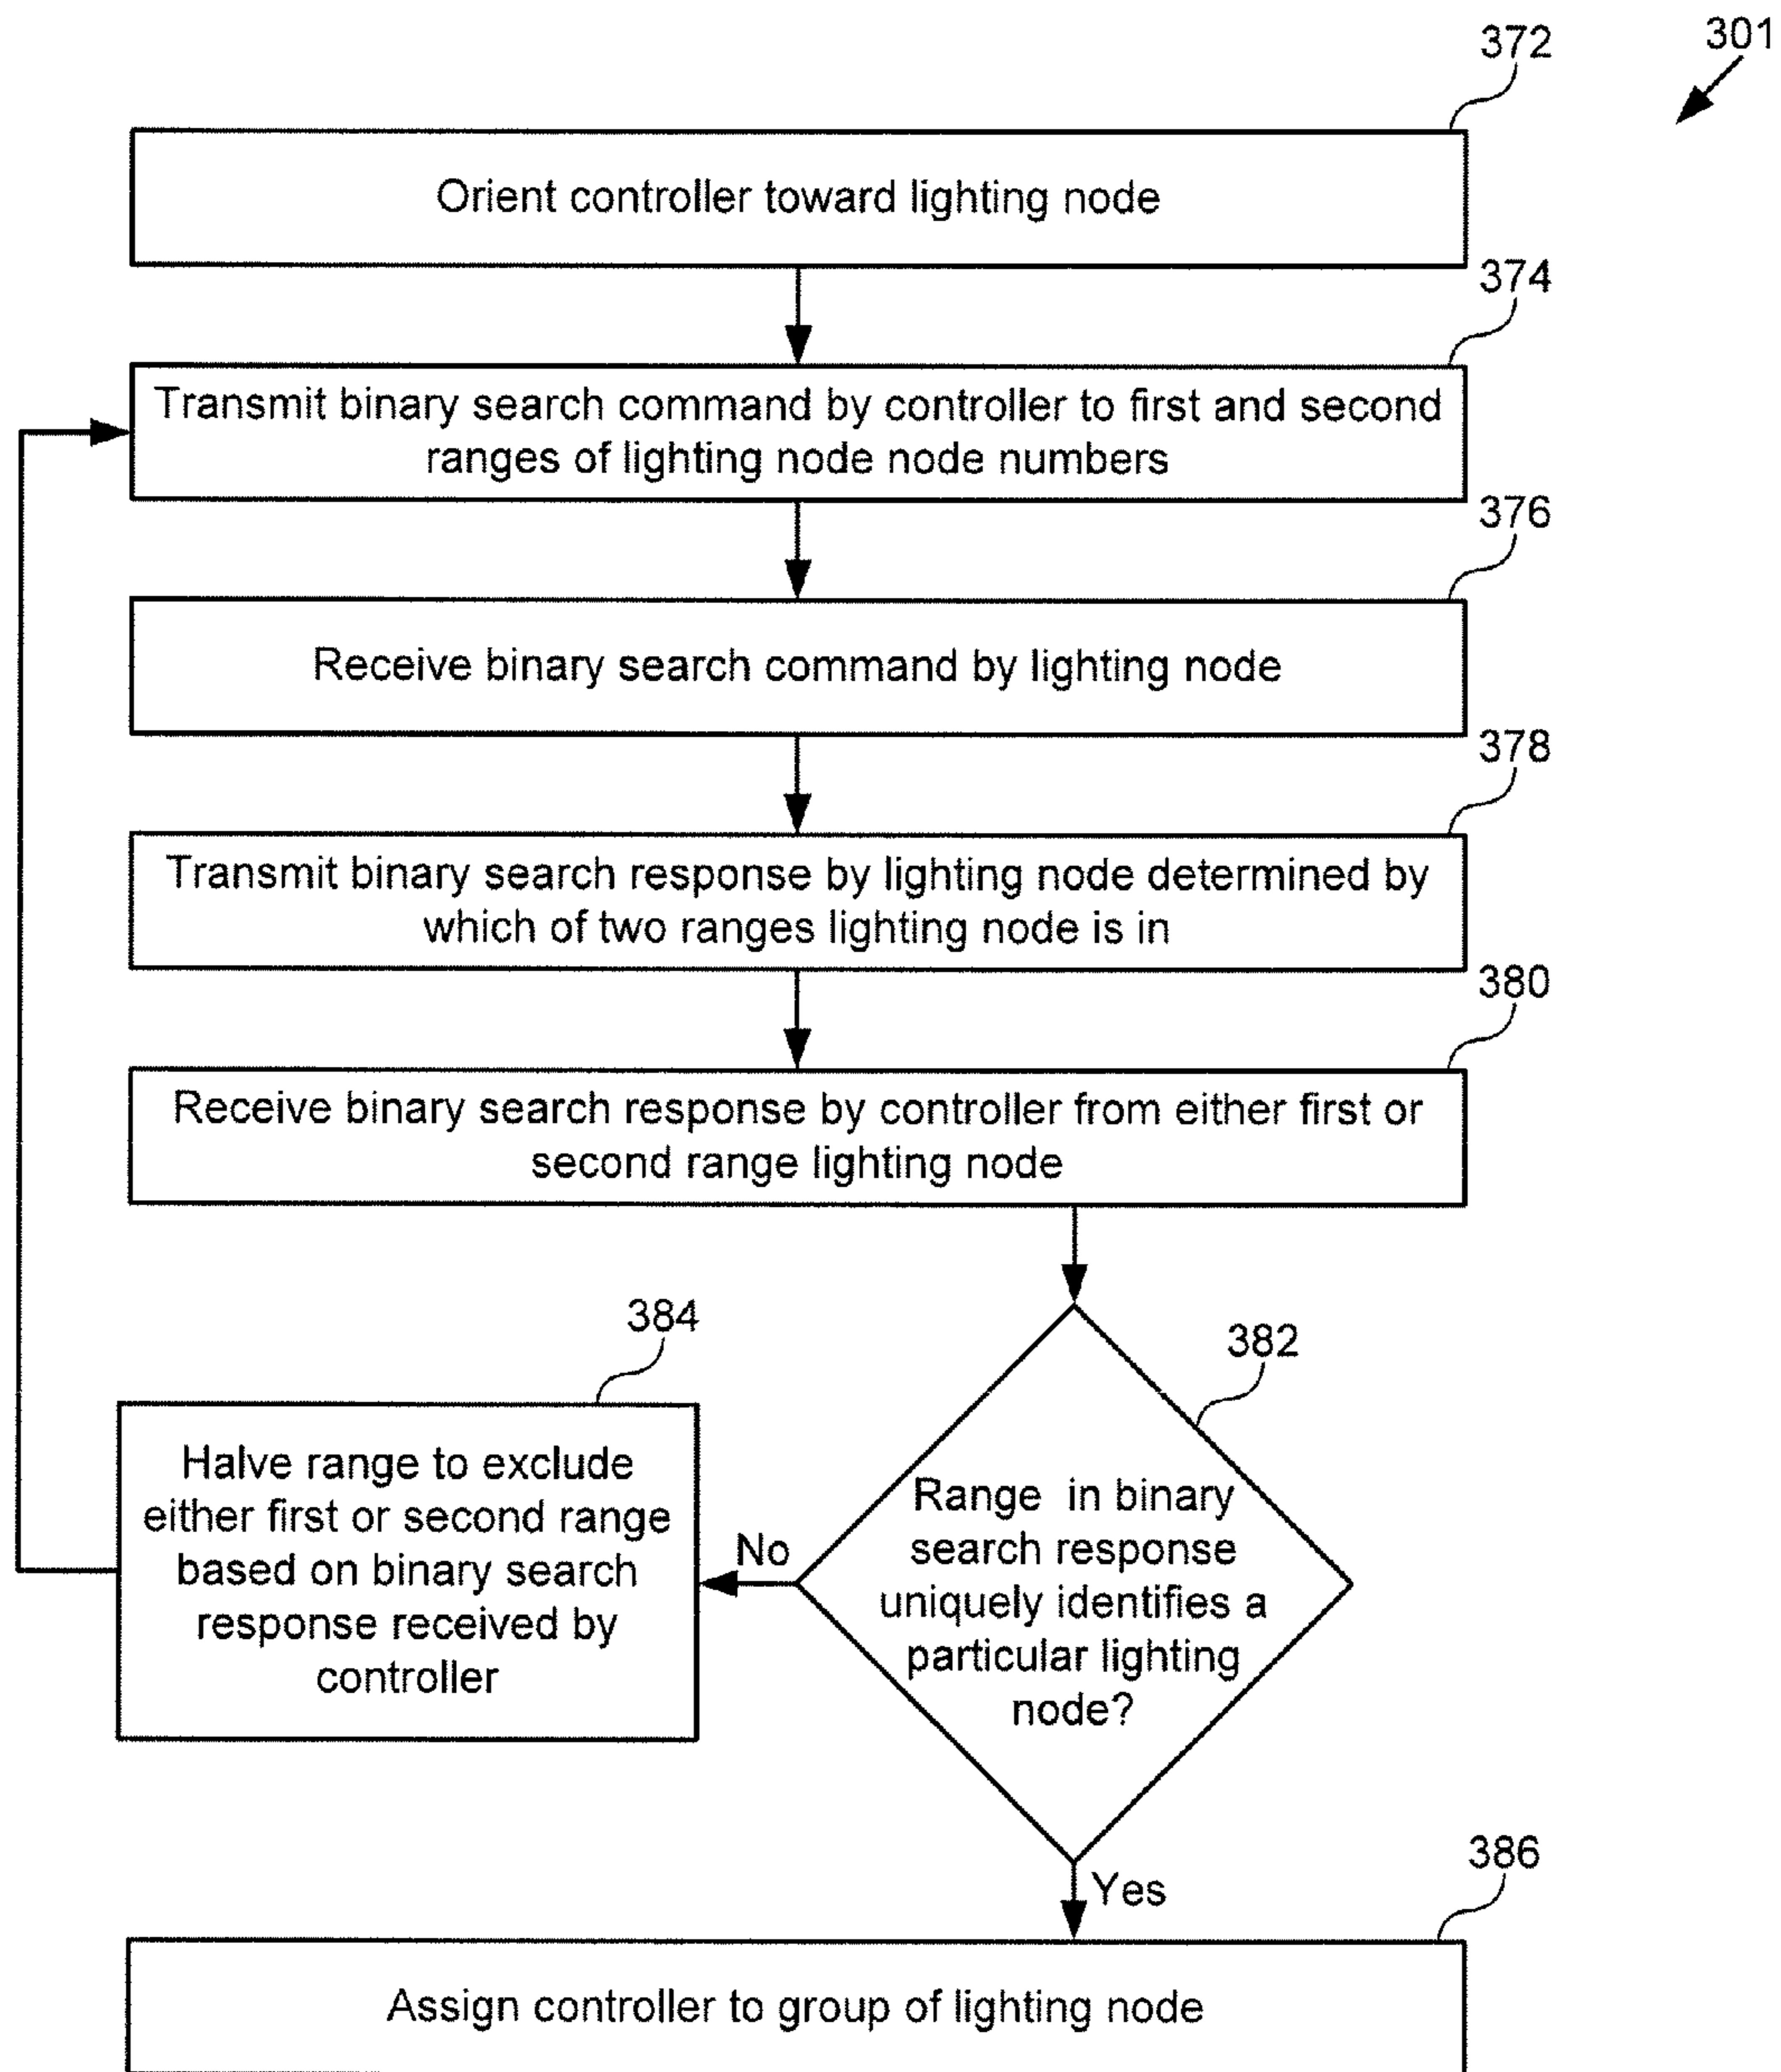 301
372
Orient controller toward lighting node
374
Transmit binary search command by controller to first and second
ranges of lighting node node numbers
376
Receive binary search command by lighting node
378
Transmit binary search response by lighting node determined by
which of two ranges lighting node is in
380
Receive binary search response by controller from either first or
second range lighting node
382
Range in binary
search response
uniquely identifies a
particular lighting
node?
No
384
Halve range to exclude
either first or second range
based on binary search
response received by
controller
Yes
386
Assign controller to group of lighting node